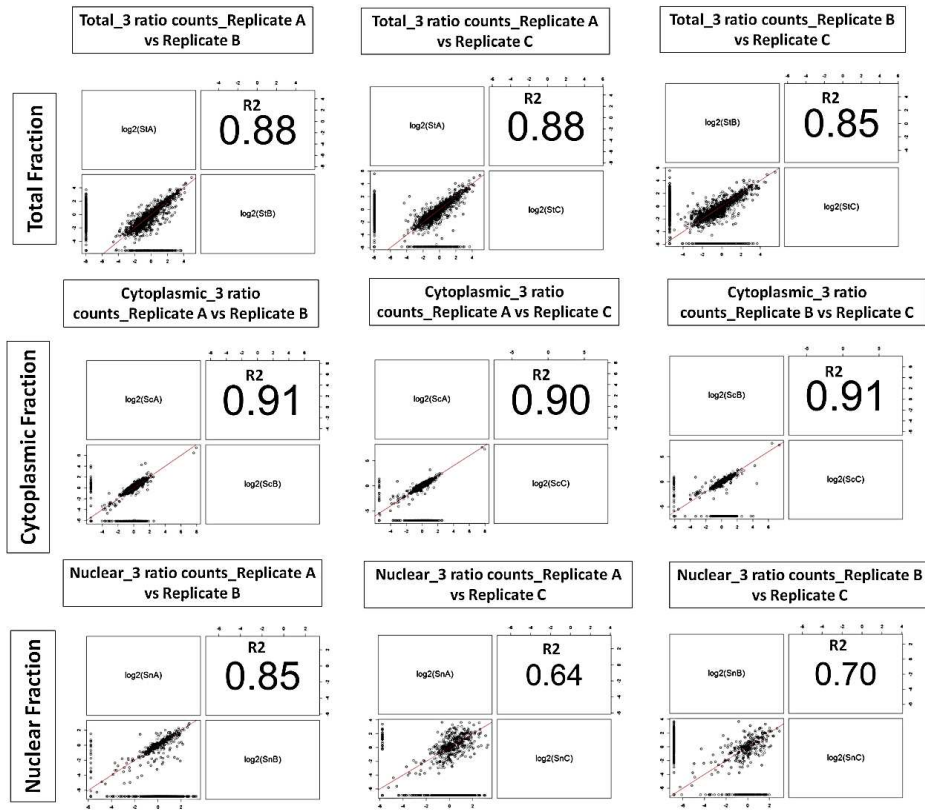 Total_3 ratio counts_Replicate A
vs Replicate B
Total_3 ratio counts_Replicate A
vs Replicate C
Total_3 ratio counts_Replicate B
vs Replicate C
Total Fraction
log2(StA)
R2
0.88
log2(StB)
log2(StA)
R2
0.88
log2(StC)
log2(StB)
R2
0.85
log2(StC)
Cytoplasmic_3 ratio
counts_Replicate A vs Replicate B
Cytoplasmic_3 ratio
counts_Replicate A vs Replicate C
Cytoplasmic_3 ratio
counts_Replicate B vs Replicate C
Cytoplasmic Fraction
log2(ScA)
R2
0.91
log2(ScB)
log2(ScA)
R2
0.90
log2(ScC)
log2(ScB)
R2
0.91
log2(ScC)
Nuclear_3 ratio counts_Replicate A
vs Replicate B
Nuclear_3 ratio counts_Replicate A
vs Replicate C
Nuclear_3 ratio counts_Replicate B
vs Replicate C
Nuclear Fraction
log2(SnA)
R2
0.85
log2(SnB)
log2(SnA)
R2
0.64
log2(SnC)
log2(SnB)
R2
0.70
log2(SnC)